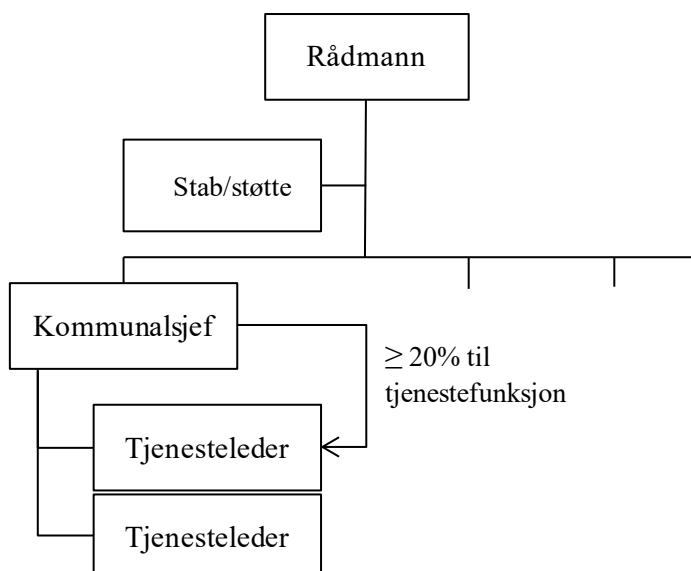 Rådmann
Stab/støtte
Kommunalsjef
≥ 20% til
tjenestefunksjon
Tjenesteleder
Tjenesteleder